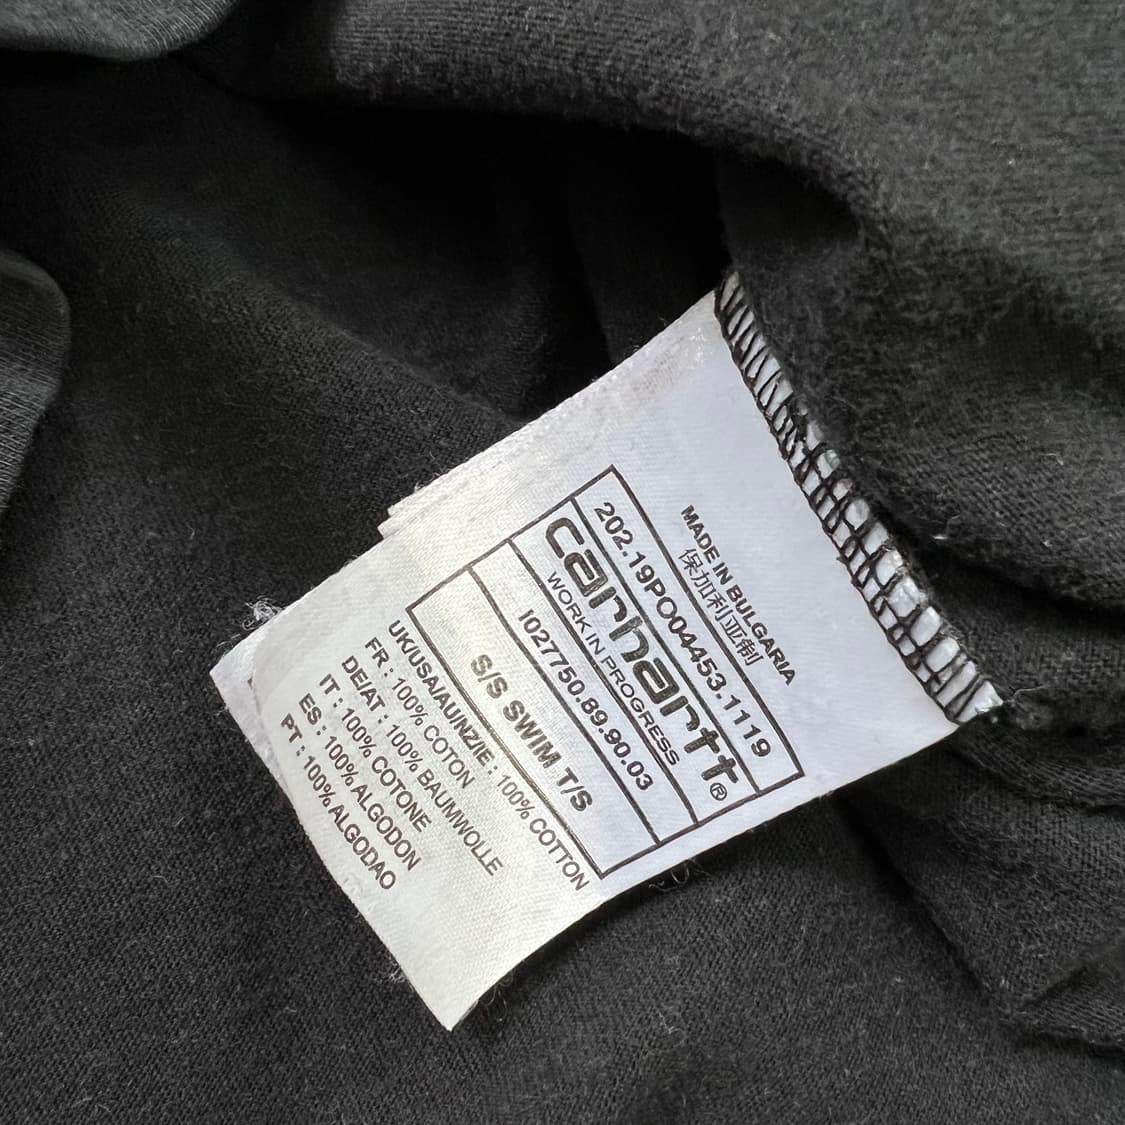 MADE IN BULGARIA
保加利亚制
202.19PO04453.1119
carhartt®
WORK IN PROGRESS
I027750.89.90.03
S/S SWIM T/S
UK/USA/AU/NZ/IE : 100% COTTON
FR : 100% COTON
DE/AT : 100% BAUMWOLLE
IT : 100% COTONE
ES : 100% ALGODON
PT : 100% ALGODAO